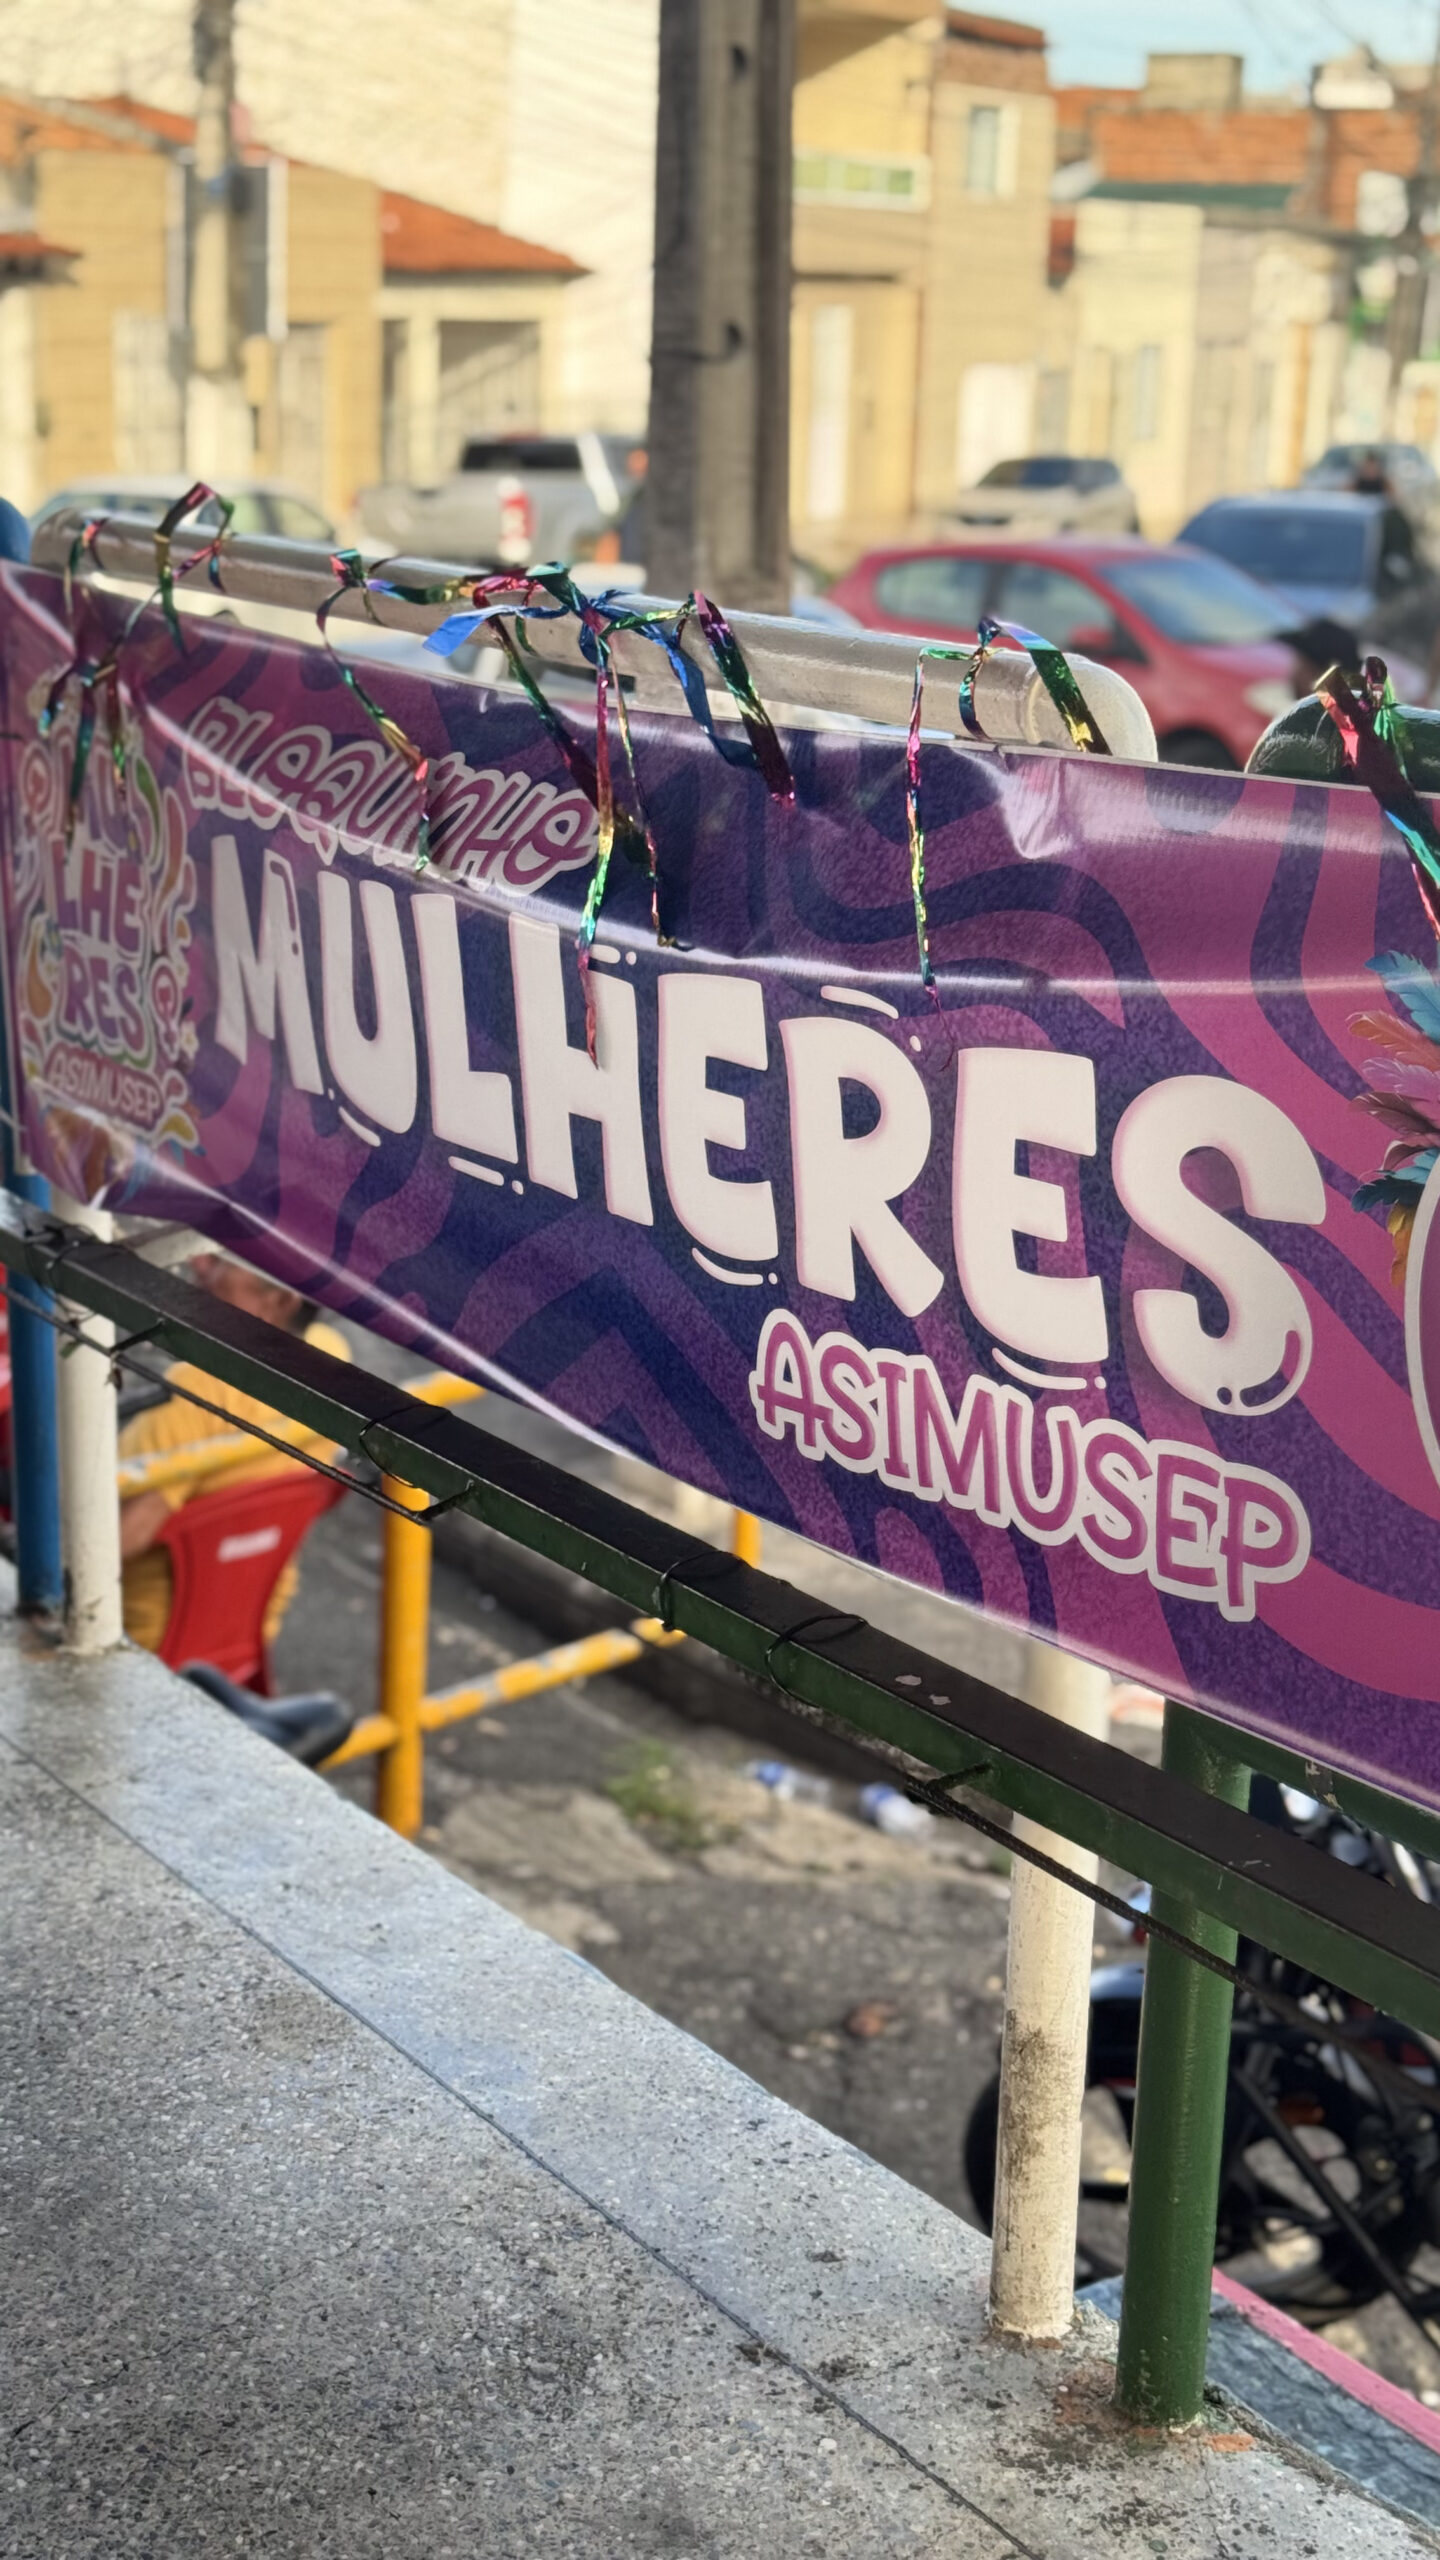 MU
LHE
RES
ASIMUSEP
BLOQUINHO
MULHERES
ASIMUSEP